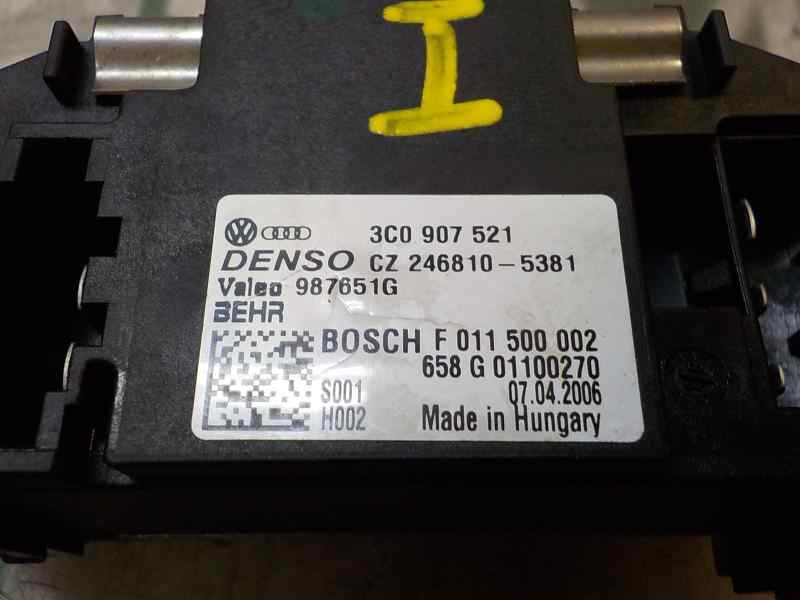 I
3C0 907 521
DENSO CZ 246810-5381
Valeo 987651G
BEHR
BOSCH F 011 500 002
658 G 01100270
S001 07.04.2006
H002 Made in Hungary